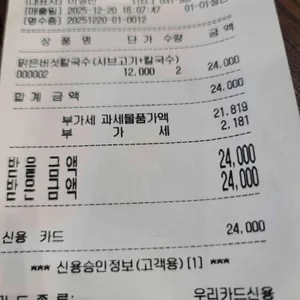 [매출일] 2025-12-20 16:07:47
[영수증] 20251220-01-0012
상 품 명 단 가 수 량 금 액
맑은버섯칼국수(샤브고기+칼국수)
000002 12,000 2 24,000
합 계 금 액 24,000
부가세 과세물품가액 21,819
부 가 세 2,181
받을금액 24,000
받은금액 24,000
신용 카드 24,000
*** 신용승인정보(고객용)[1] ***
카 드 종 류: 우리카드신용